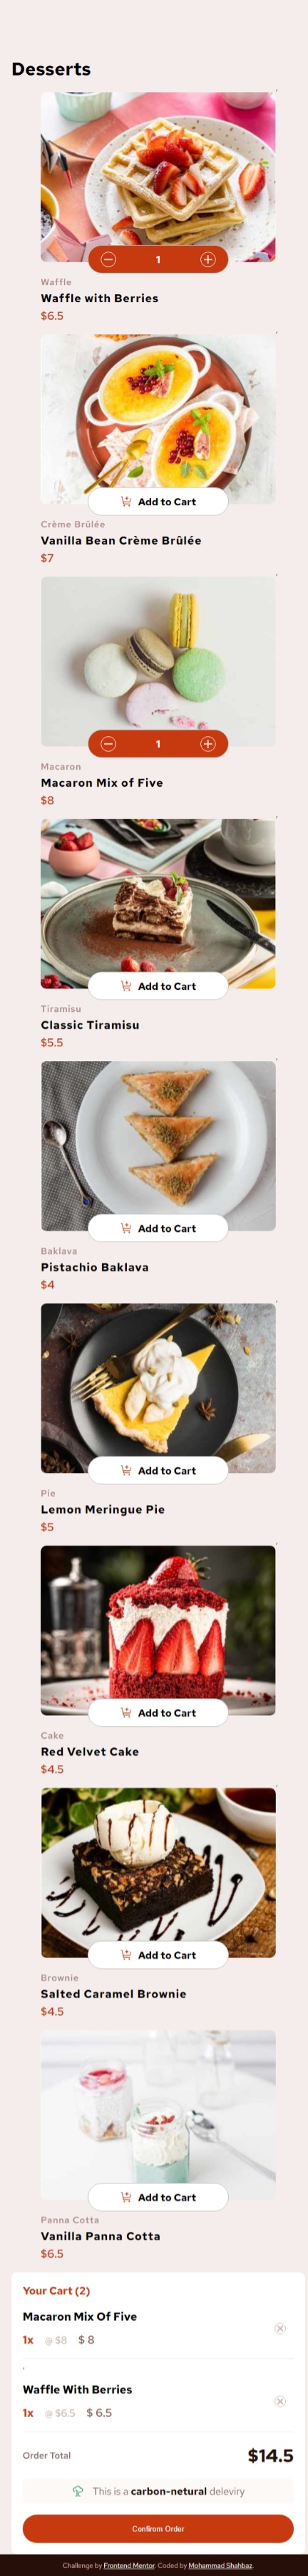 Desserts
1
Waffle
Waffle with Berries
$6.5
Add to Cart
Crème Brûlée
Vanilla Bean Crème Brûlée
$7
1
Macaron
Macaron Mix of Five
$8
Add to Cart
Tiramisu
Classic Tiramisu
$5.5
Add to Cart
Baklava
Pistachio Baklava
$4
Add to Cart
Pie
Lemon Meringue Pie
$5
Add to Cart
Cake
Red Velvet Cake
$4.5
Add to Cart
Brownie
Salted Caramel Brownie
$4.5
Add to Cart
Panna Cotta
Vanilla Panna Cotta
$6.5
Your Cart (2)
Macaron Mix Of Five
1x @ $8 $ 8
Waffle With Berries
1x @ $6.5 $ 6.5
Order Total $14.5
This is a carbon-netural deleviry
Confirom Order
Challenge by Frontend Mentor. Coded by Mohammad Shahbaz.